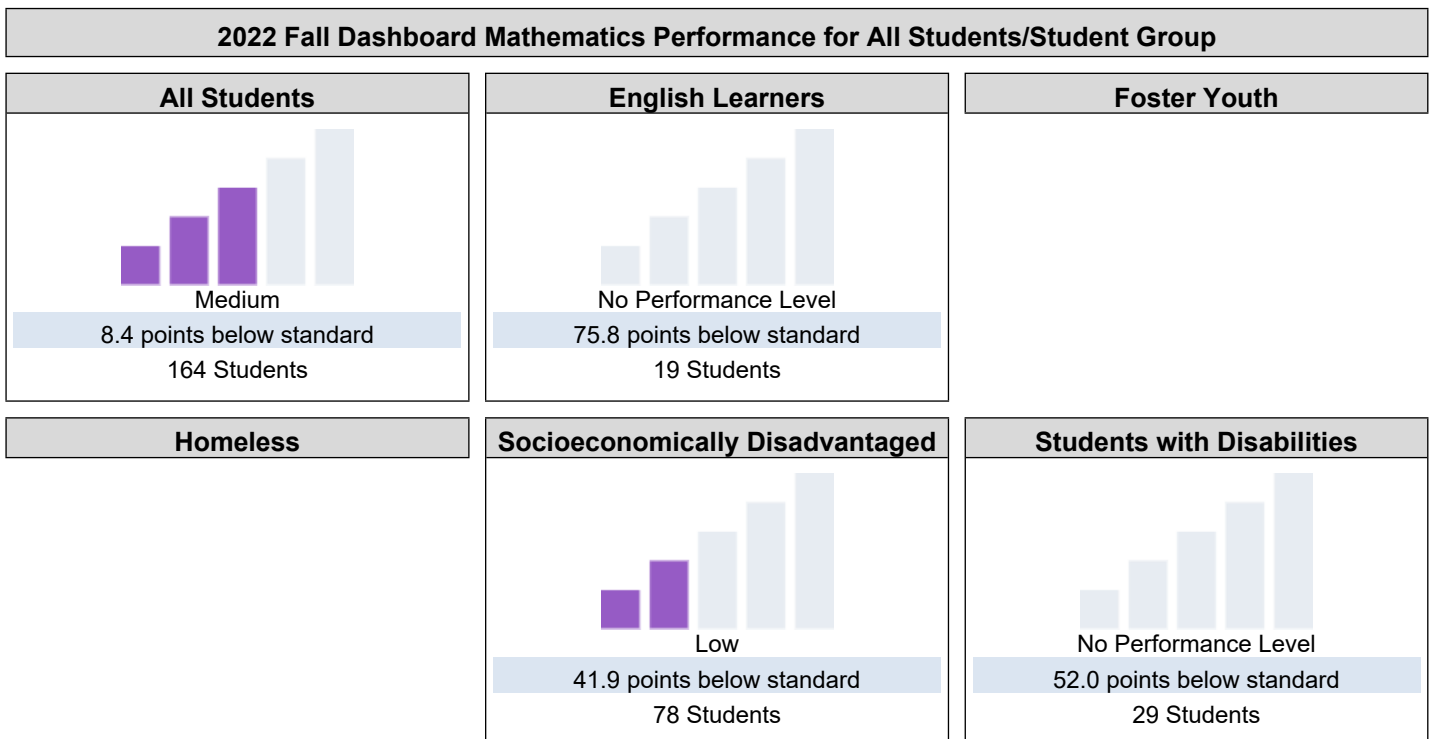 2022 Fall Dashboard Mathematics Performance for All Students/Student Group
All Students
Medium
8.4 points below standard
164 Students
English Learners
No Performance Level
75.8 points below standard
19 Students
Foster Youth
Homeless
Socioeconomically Disadvantaged
Low
41.9 points below standard
78 Students
Students with Disabilities
No Performance Level
52.0 points below standard
29 Students